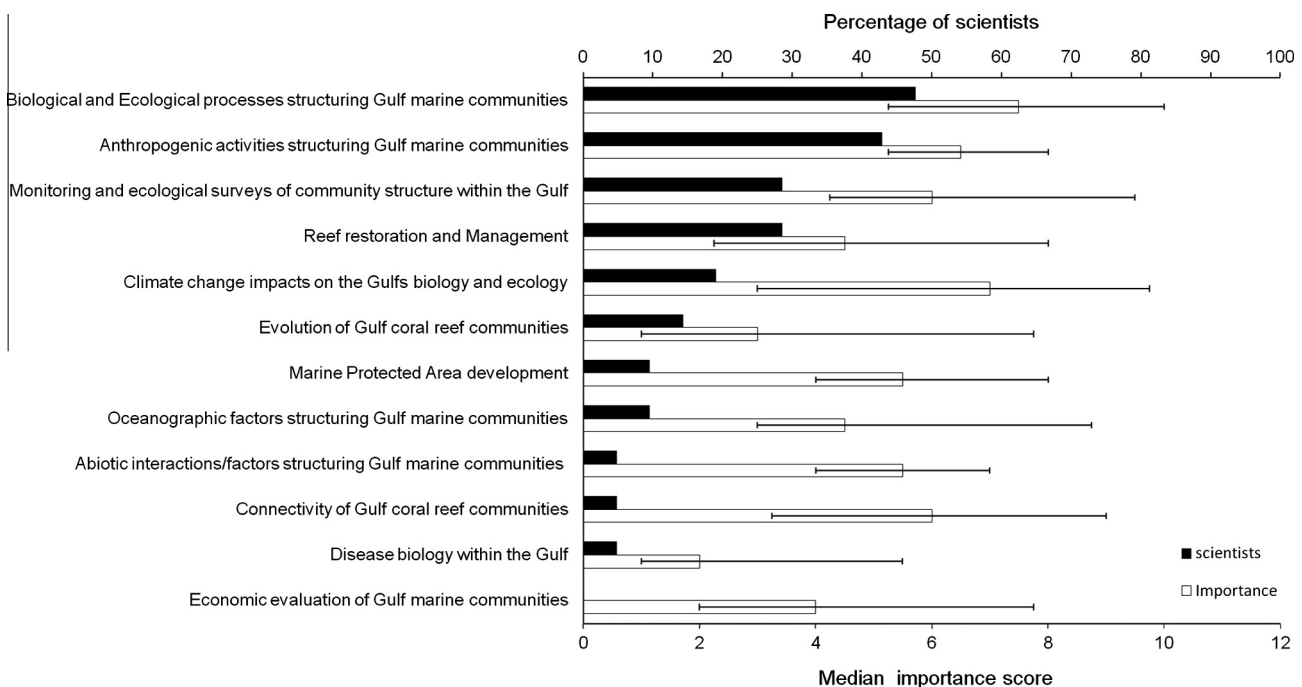 Percentage of scientists
0 10 20 30 40 50 60 70 80 90 100
Biological and Ecological processes structuring Gulf marine communities
Anthropogenic activities structuring Gulf marine communities
Monitoring and ecological surveys of community structure within the Gulf
Reef restoration and Management
Climate change impacts on the Gulfs biology and ecology
Evolution of Gulf coral reef communities
Marine Protected Area development
Oceanographic factors structuring Gulf marine communities
Abiotic interactions/factors structuring Gulf marine communities
Connectivity of Gulf coral reef communities
Disease biology within the Gulf
Economic evaluation of Gulf marine communities
scientists
Importance
0 2 4 6 8 10 12
Median importance score